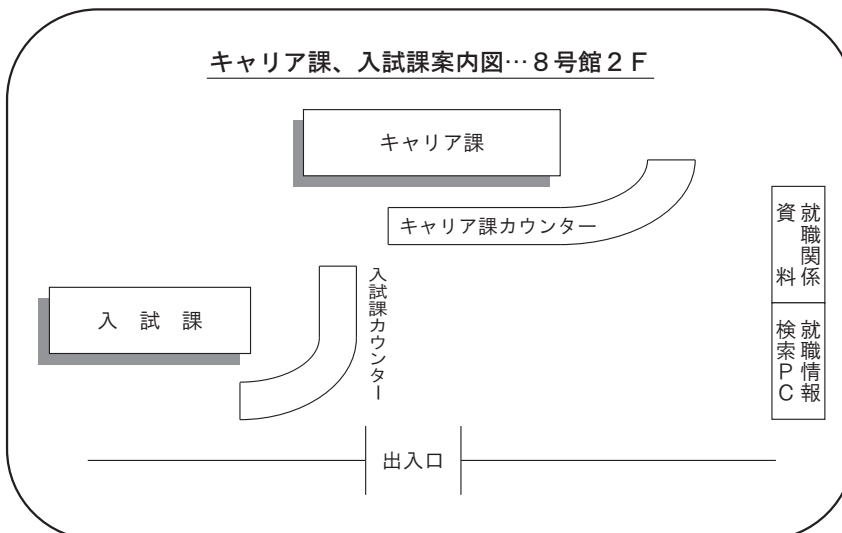 キャリア課、入試課案内図…８号館２Ｆ
キャリア課
キャリア課カウンター
就職関係
資料
入試課カウンター
入試課
就職情報
検索ＰＣ
出入口